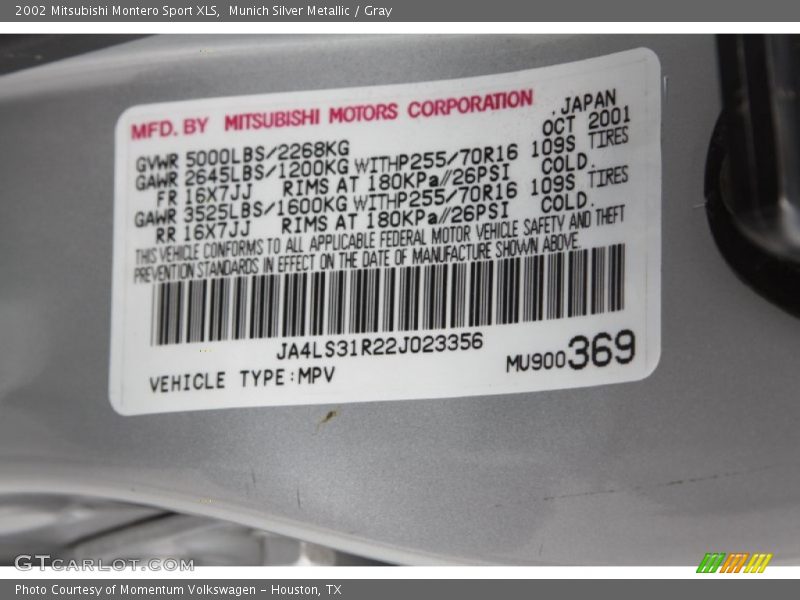 2002 Mitsubishi Montero Sport XLS,  Munich Silver Metallic / Gray
MFD. BY MITSUBISHI MOTORS CORPORATION
.JAPAN
GVWR 5000LBS/2268KG OCT 2001
GAWR 2645LBS/1200KG WITHP255/70R16 109S TIRES
FR 16X7JJ RIMS AT 180KPa//26PSI COLD.
GAWR 3525LBS/1600KG WITHP255/70R16 109S TIRES
RR 16X7JJ RIMS AT 180KPa//26PSI COLD.
THIS VEHICLE CONFORMS TO ALL APPLICABLE FEDERAL MOTOR VEHICLE SAFETY AND THEFT
PREVENTION STANDARDS IN EFFECT ON THE DATE OF MANUFACTURE SHOWN ABOVE.
JA4LS31R22J023356
VEHICLE TYPE:MPV MU900369
GTCARLOT.COM
Photo Courtesy of Momentum Volkswagen - Houston, TX